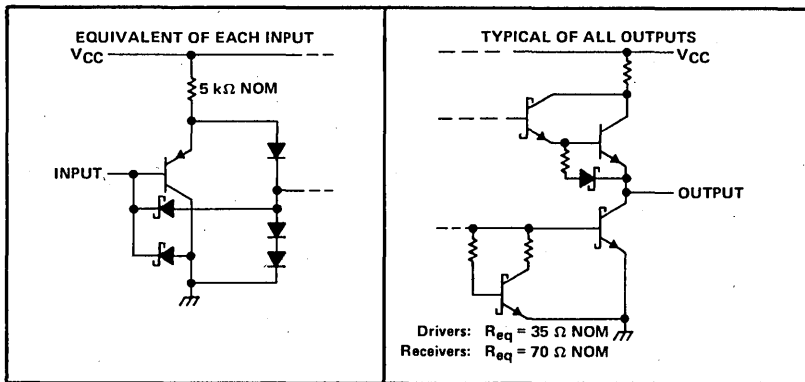 EQUIVALENT OF EACH INPUT
VCC
5 kΩ NOM
INPUT
TYPICAL OF ALL OUTPUTS
VCC
OUTPUT
Drivers: Req = 35 Ω NOM
Receivers: Req = 70 Ω NOM